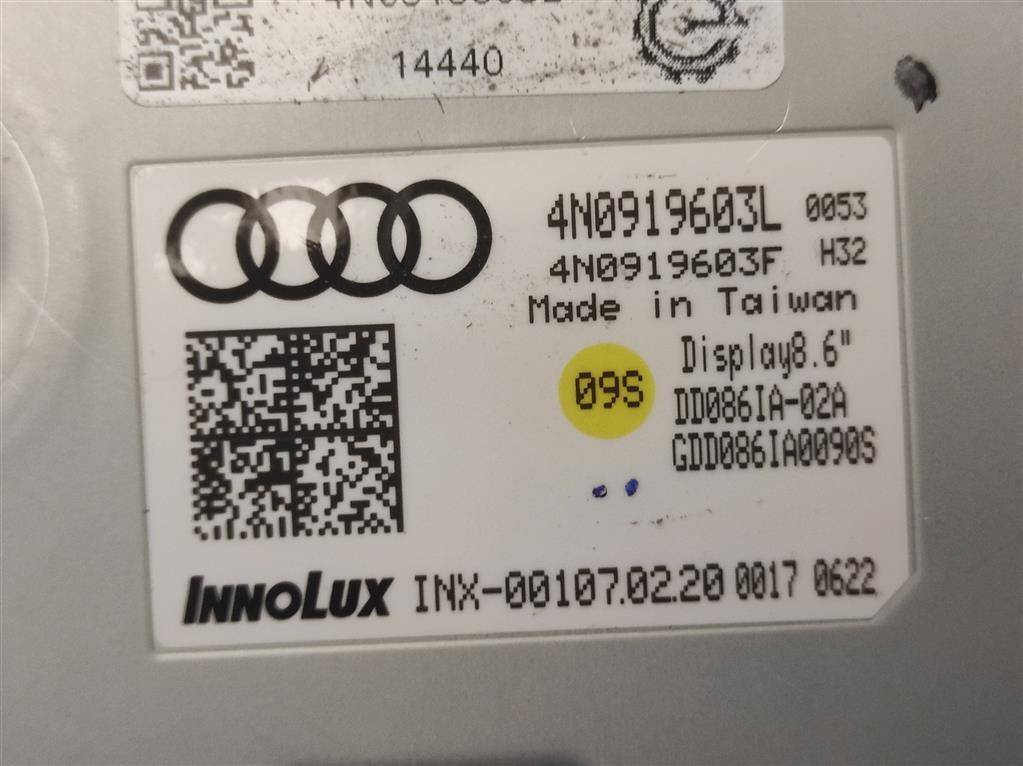 14440
4N0919603L 0053
4N0919603F H32
Made in Taiwan
Display8.6"
09S
DD086IA-02A
GDD086IA0090S
INNOLUX INX-00107.02.20 0017 0622